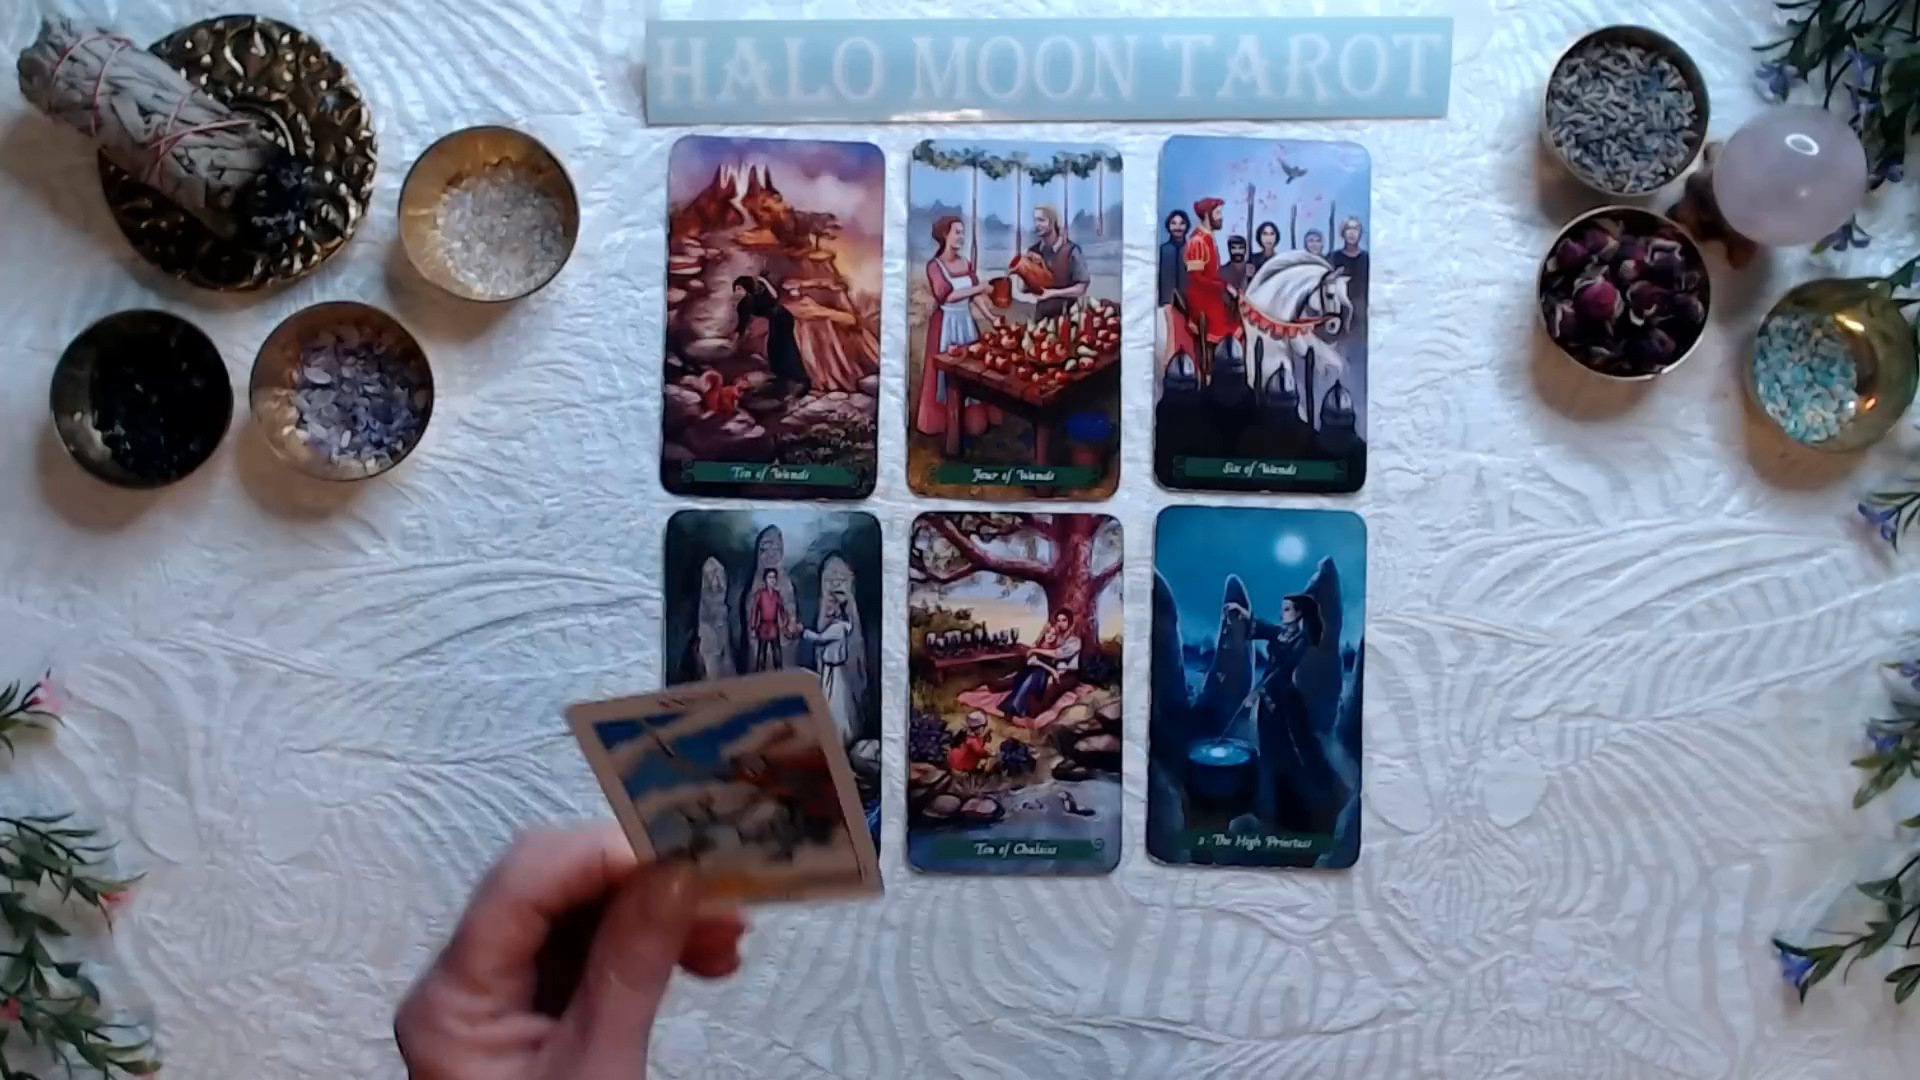 HALO MOON TAROT
Ten of Wands
Four of Wands
Six of Wands
Ten of Chalices
2 - The High Priestess